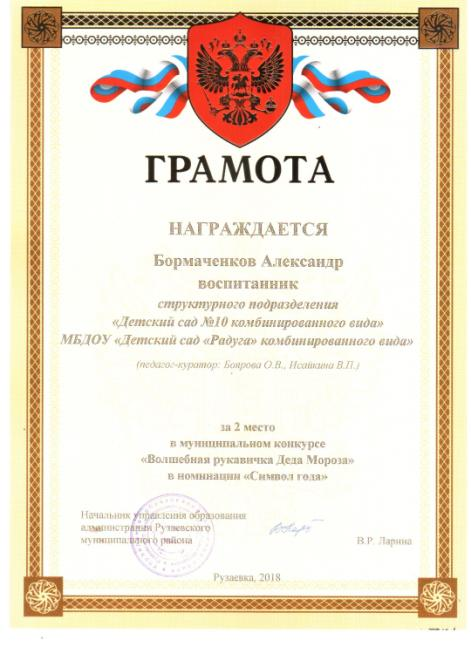 ГРАМОТА
НАГРАЖДАЕТСЯ
Бормаченков Александр
воспитанник
структурного подразделения
«Детский сад №10 комбинированного вида»
МБДОУ «Детский сад «Радуга» комбинированного вида»
(педагог-куратор: Боярова О.В., Исайкина В.П.)
за 2 место
в муниципальном конкурсе
«Волшебная рукавичка Деда Мороза»
в номинации «Символ года»
Начальник управления образования
администрации Рузаевского
муниципального района
В.Р. Ларина
Рузаевка, 2018